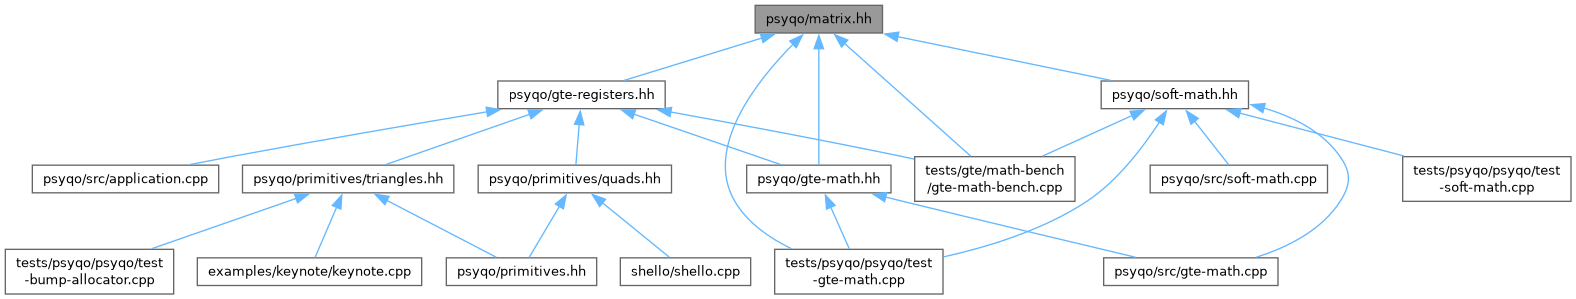 psyqo/matrix.hh
psyqo/gte-registers.hh
psyqo/soft-math.hh
psyqo/src/application.cpp
psyqo/primitives/triangles.hh
psyqo/primitives/quads.hh
psyqo/gte-math.hh
tests/gte/math-bench
/gte-math-bench.cpp
psyqo/src/soft-math.cpp
tests/psyqo/psyqo/test
-soft-math.cpp
tests/psyqo/psyqo/test
-bump-allocator.cpp
examples/keynote/keynote.cpp
psyqo/primitives.hh
shello/shello.cpp
tests/psyqo/psyqo/test
-gte-math.cpp
psyqo/src/gte-math.cpp